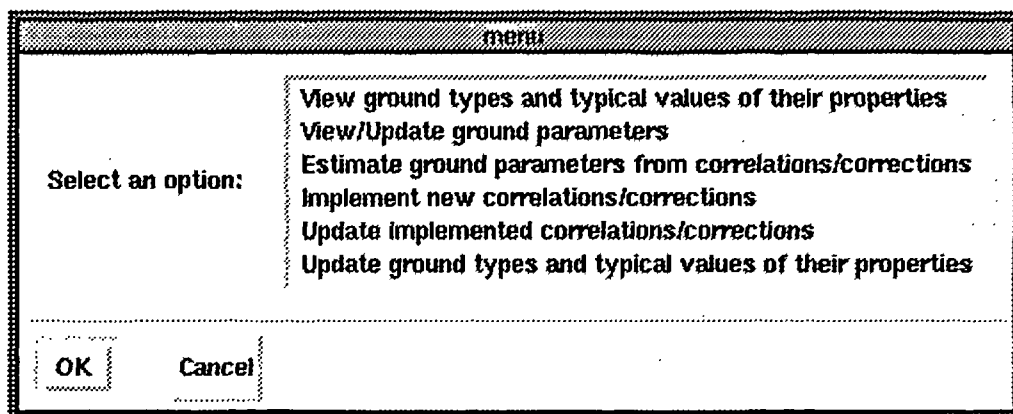 menu
View ground types and typical values of their properties
View/Update ground parameters
Select an option:
Estimate ground parameters from correlations/corrections
Implement new correlations/corrections
Update implemented correlations/corrections
Update ground types and typical values of their properties
OK
Cancel